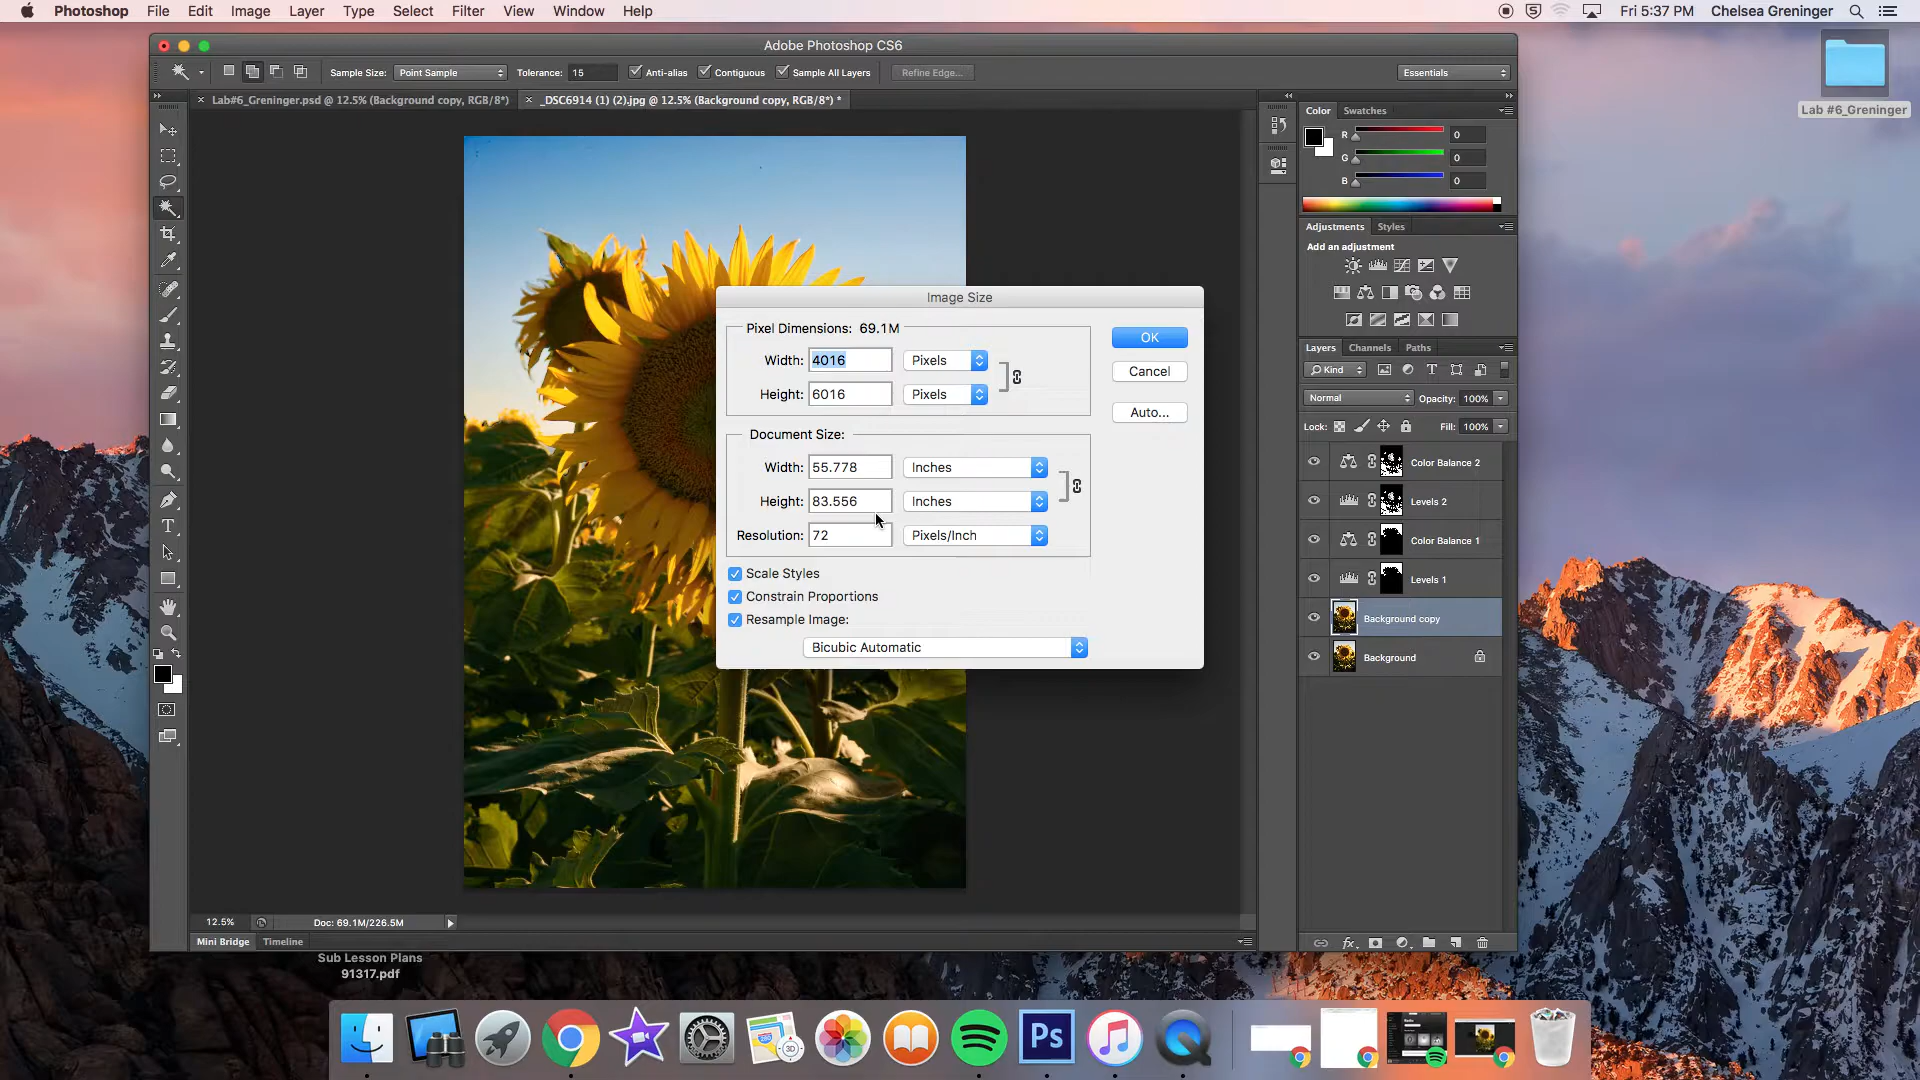 Photoshop File Edit Image Layer Type Select Filter View Window Help Fri 5:37 PM Chelsea Greninger
Adobe Photoshop CS6
Sample Size: Point Sample Tolerance: 15 Anti-alias Contiguous Sample All Layers Refine Edge... Essentials
Lab#6_Greninger.psd @ 12.5% (Background copy, RGB/8*) _DSC6914 (1) (2).jpg @ 12.5% (Background copy, RGB/8*) *
Lab #6_Greninger
Color Swatches
R 0
G 0
B 0
Adjustments Styles
Add an adjustment
Layers Channels Paths
Kind
Normal Opacity: 100%
Lock: Fill: 100%
Color Balance 2
Levels 2
Color Balance 1
Levels 1
Background copy
Background
Image Size
Pixel Dimensions: 69.1M
Width: 4016 Pixels
Height: 6016 Pixels
OK
Cancel
Auto...
Document Size:
Width: 55.778 Inches
Height: 83.556 Inches
Resolution: 72 Pixels/Inch
Scale Styles
Constrain Proportions
Resample Image:
Bicubic Automatic
12.5% Doc: 69.1M/226.5M
Mini Bridge Timeline
Sub Lesson Plans
91317.pdf
280
3D
Ps